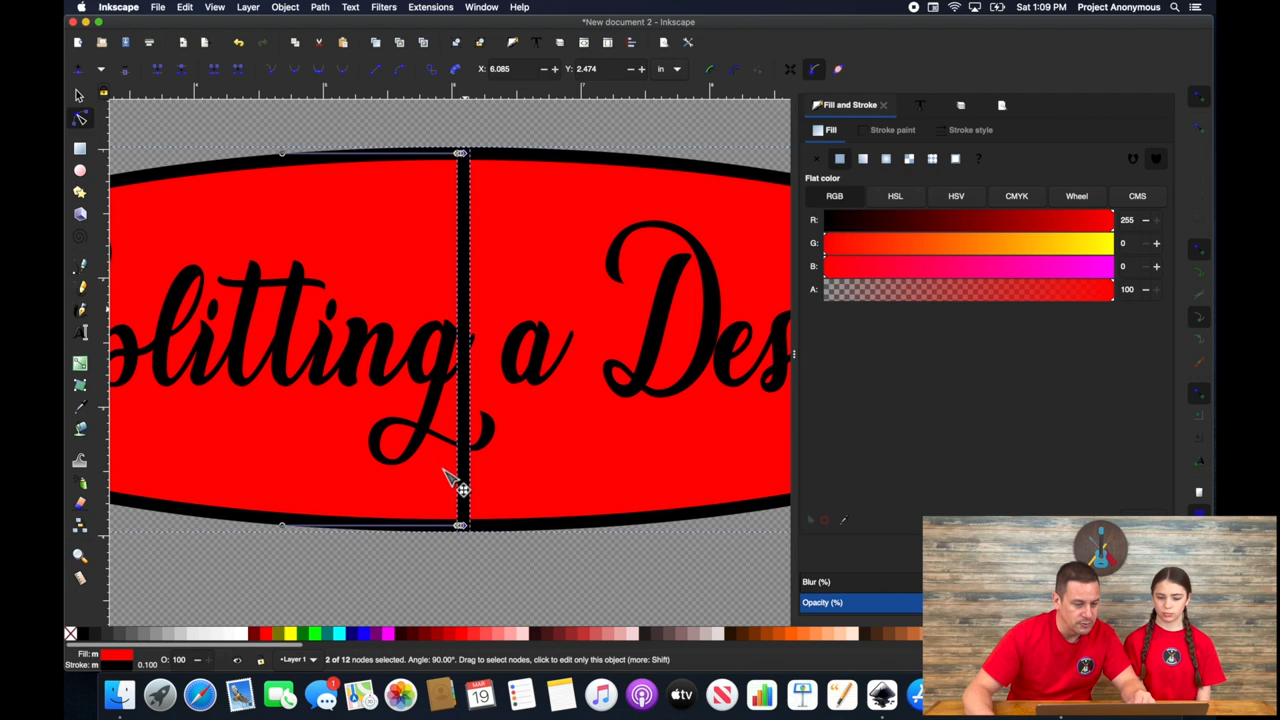 Inkscape File Edit View Layer Object Path Text Filters Extensions Window Help Sat 1:09 PM Project Anonymous
*New document 2 - Inkscape
X: 6.085 Y: 2.474 in
Fill and Stroke
Fill Stroke paint Stroke style
?
Flat color
RGB HSL HSV CMYK Wheel CMS
R: 255
G: 0
B: 0
A: 100
plitting a Des
Blur (%)
Opacity (%)
Fill: m
Stroke: m 0.100 O: 100 Layer 1 2 of 12 nodes selected. Angle: 90.00°. Drag to select nodes, click to edit only this object (more: Shift)
1
MAR
19
tv